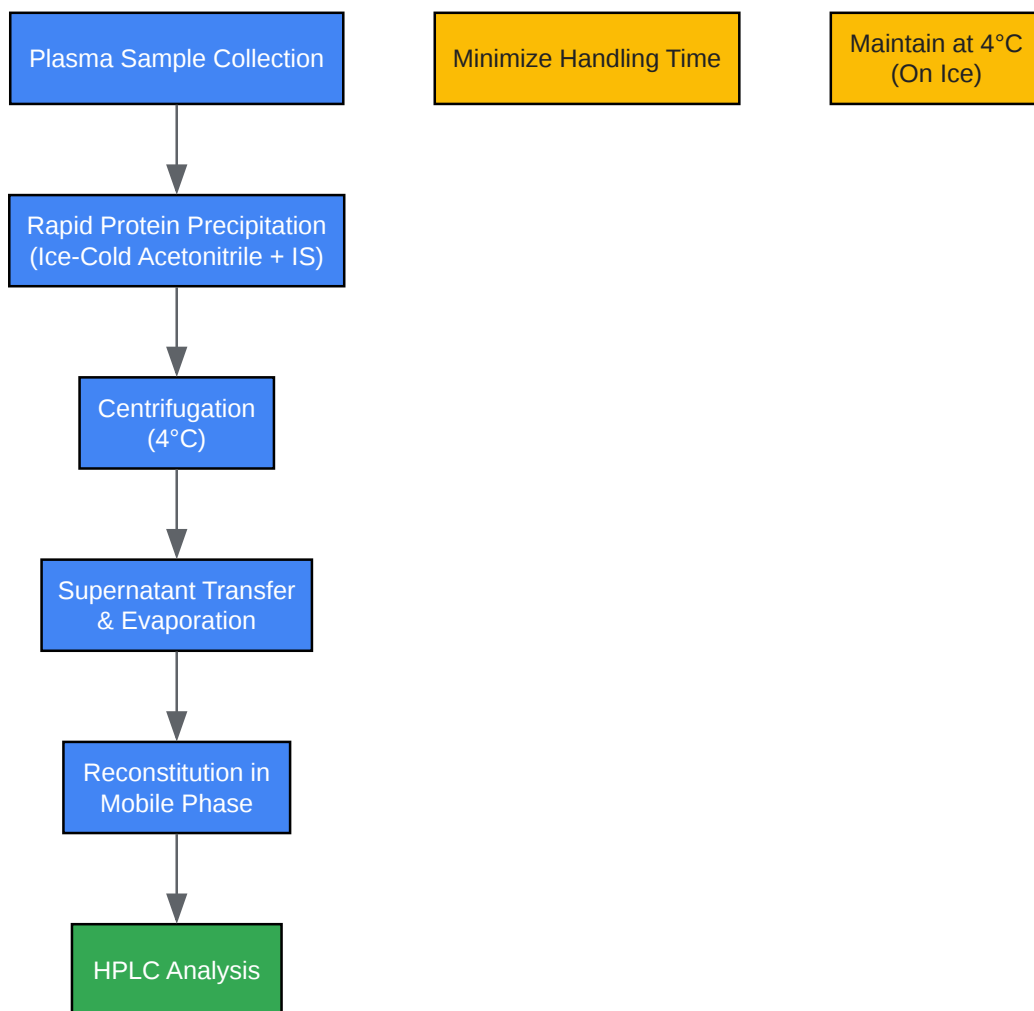 Plasma Sample Collection
Minimize Handling Time
Maintain at 4°C
(On Ice)
Rapid Protein Precipitation
(Ice-Cold Acetonitrile + IS)
Centrifugation
(4°C)
Supernatant Transfer
& Evaporation
Reconstitution in
Mobile Phase
HPLC Analysis